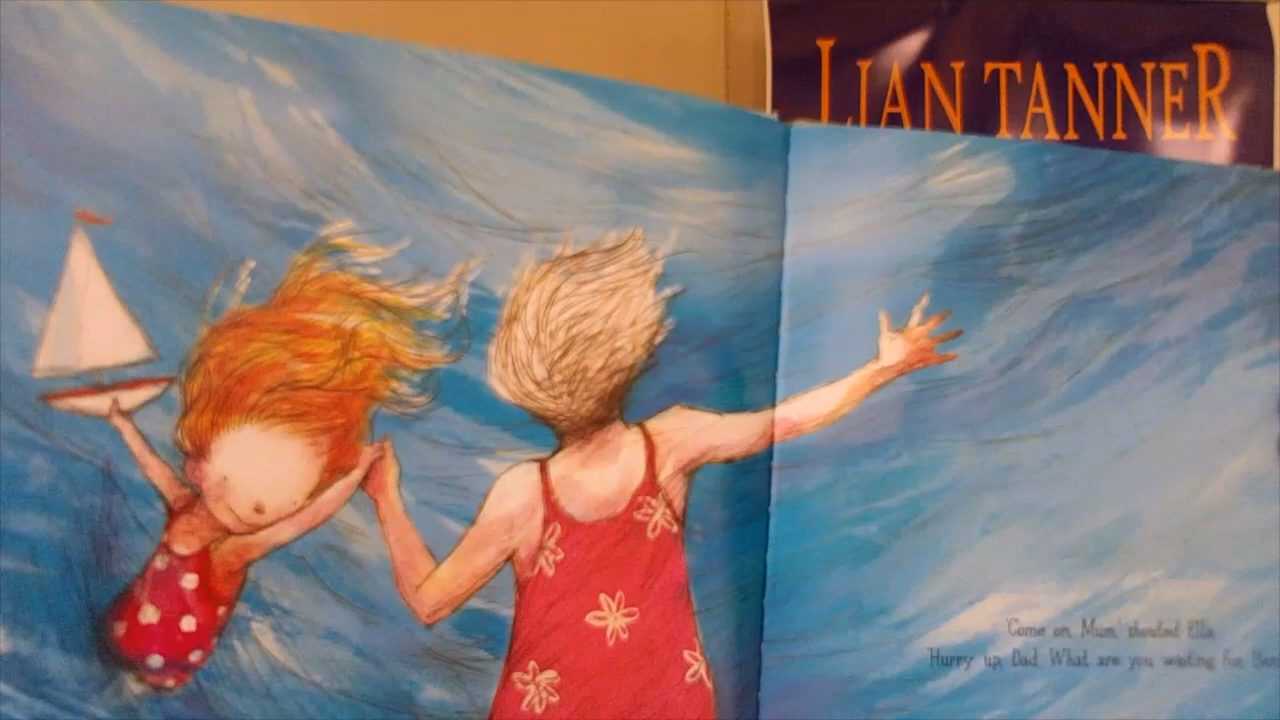 LIAN TANNER
'Come on, Mum,' shouted Ella.
'Hurry up, Dad. What are you waiting for,